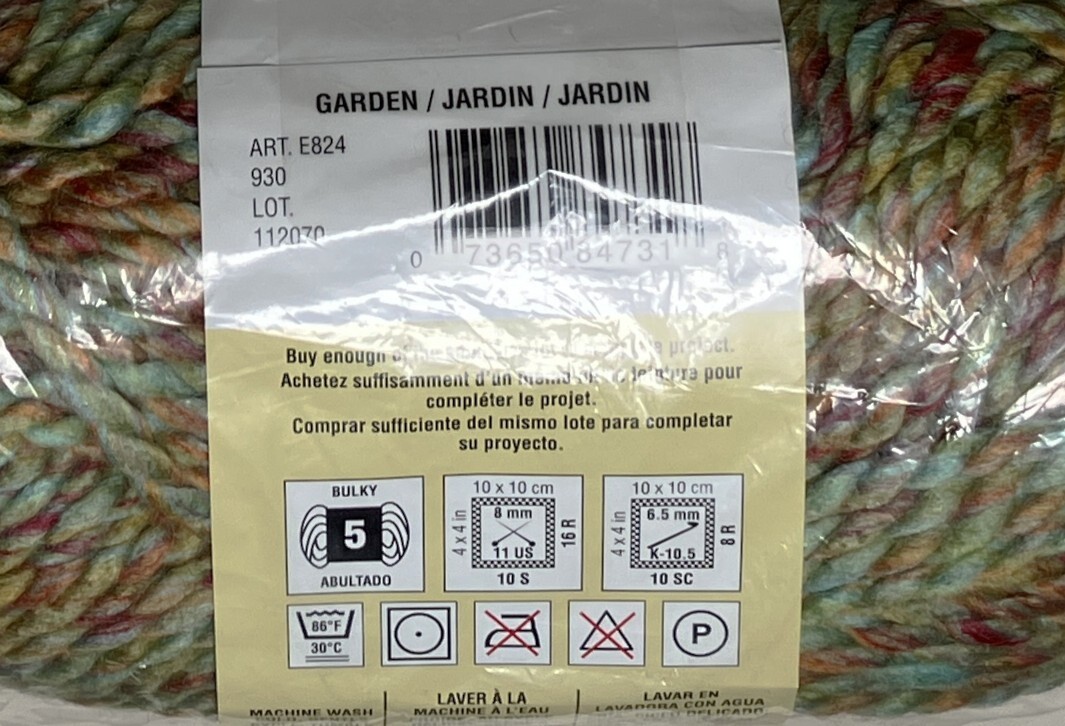 GARDEN / JARDIN / JARDIN
ART. E824
930
LOT.
112070
0 73650 84731 8
Buy enough
project.
Achetez suffisamment d'un pour
compléter le projet.
Comprar sufficiente del mismo lote para completar
su proyecto.
BULKY
5
ABULTADO
10 x 10 cm
4 x 4 in
8 mm
11 US
16 R
10 S
10 x 10 cm
4 x 4 in
6.5 mm
K-10.5
8 R
10 SC
86°F
30°C
P
MACHINE WASH
LAVER À LA
MACHINE À L'EAU
LAVAR EN
LAVADORA CON AGUA